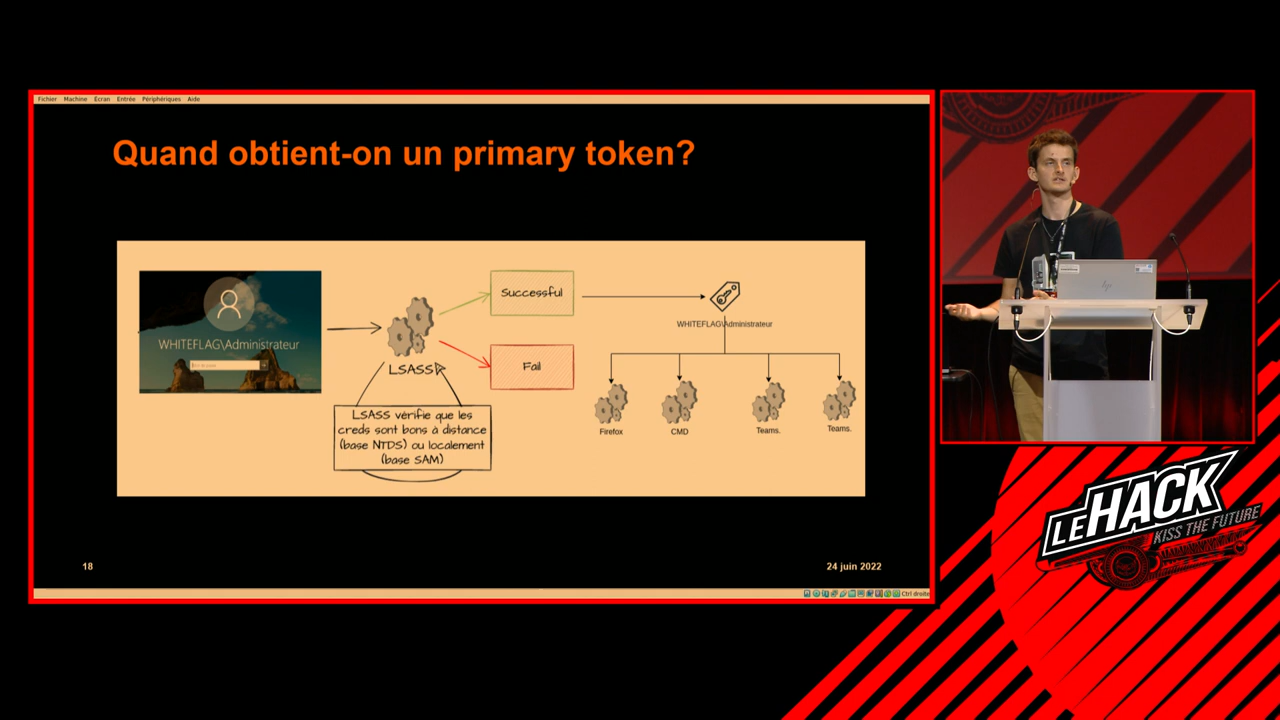 Fichier Machine Écran Entrée Périphériques Aide
Quand obtient-on un primary token?
WHITEFLAG\Administrateur
LSASS
LSASS vérifie que les
creds sont bons à distance
(base NTDS) ou localement
(base SAM)
Successful
Fail
WHITEFLAG\Administrateur
Firefox
CMD
Teams.
Teams.
18
24 juin 2022
Ctrl droite
hp
LEHACK
KISS THE FUTURE